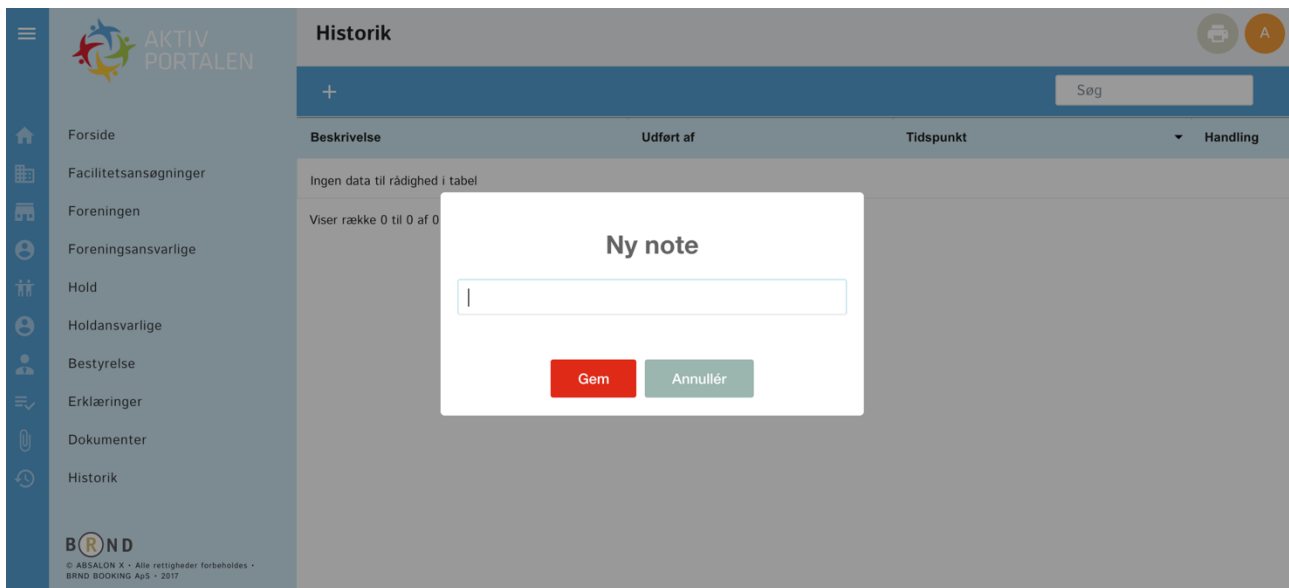 AKTIV
PORTALEN
Historik
A
+
Søg
Forside
Facilitetsansøgninger
Foreningen
Foreningsansvarlige
Hold
Holdansvarlige
Bestyrelse
Erklæringer
Dokumenter
Historik
Beskrivelse Udført af Tidspunkt Handling
Ingen data til rådighed i tabel
Viser række 0 til 0 af 0
Ny note
Gem Annullér
BRND
© ABSALON X • Alle rettigheder forbeholdes •
BRND BOOKING ApS • 2017